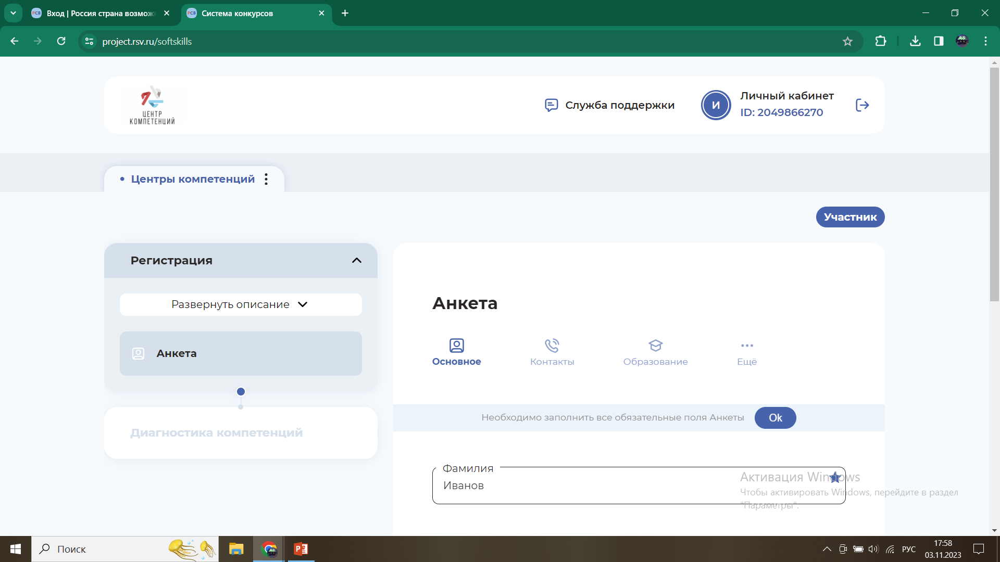 Вход | Россия страна возмож
Система конкурсов
project.rsv.ru/softskills
ЦЕНТР
КОМПЕТЕНЦИЙ
Служба поддержки
И
Личный кабинет
ID: 2049866270
Центры компетенций
Участник
Регистрация
Развернуть описание
Анкета
Диагностика компетенций
Анкета
Основное
Контакты
Образование
Ещё
Необходимо заполнить все обязательные поля Анкеты
Ok
Фамилия
Иванов
Активация Windows
Чтобы активировать Windows, перейдите в раздел
"Параметры".
Поиск
РУС
17:58
03.11.2023